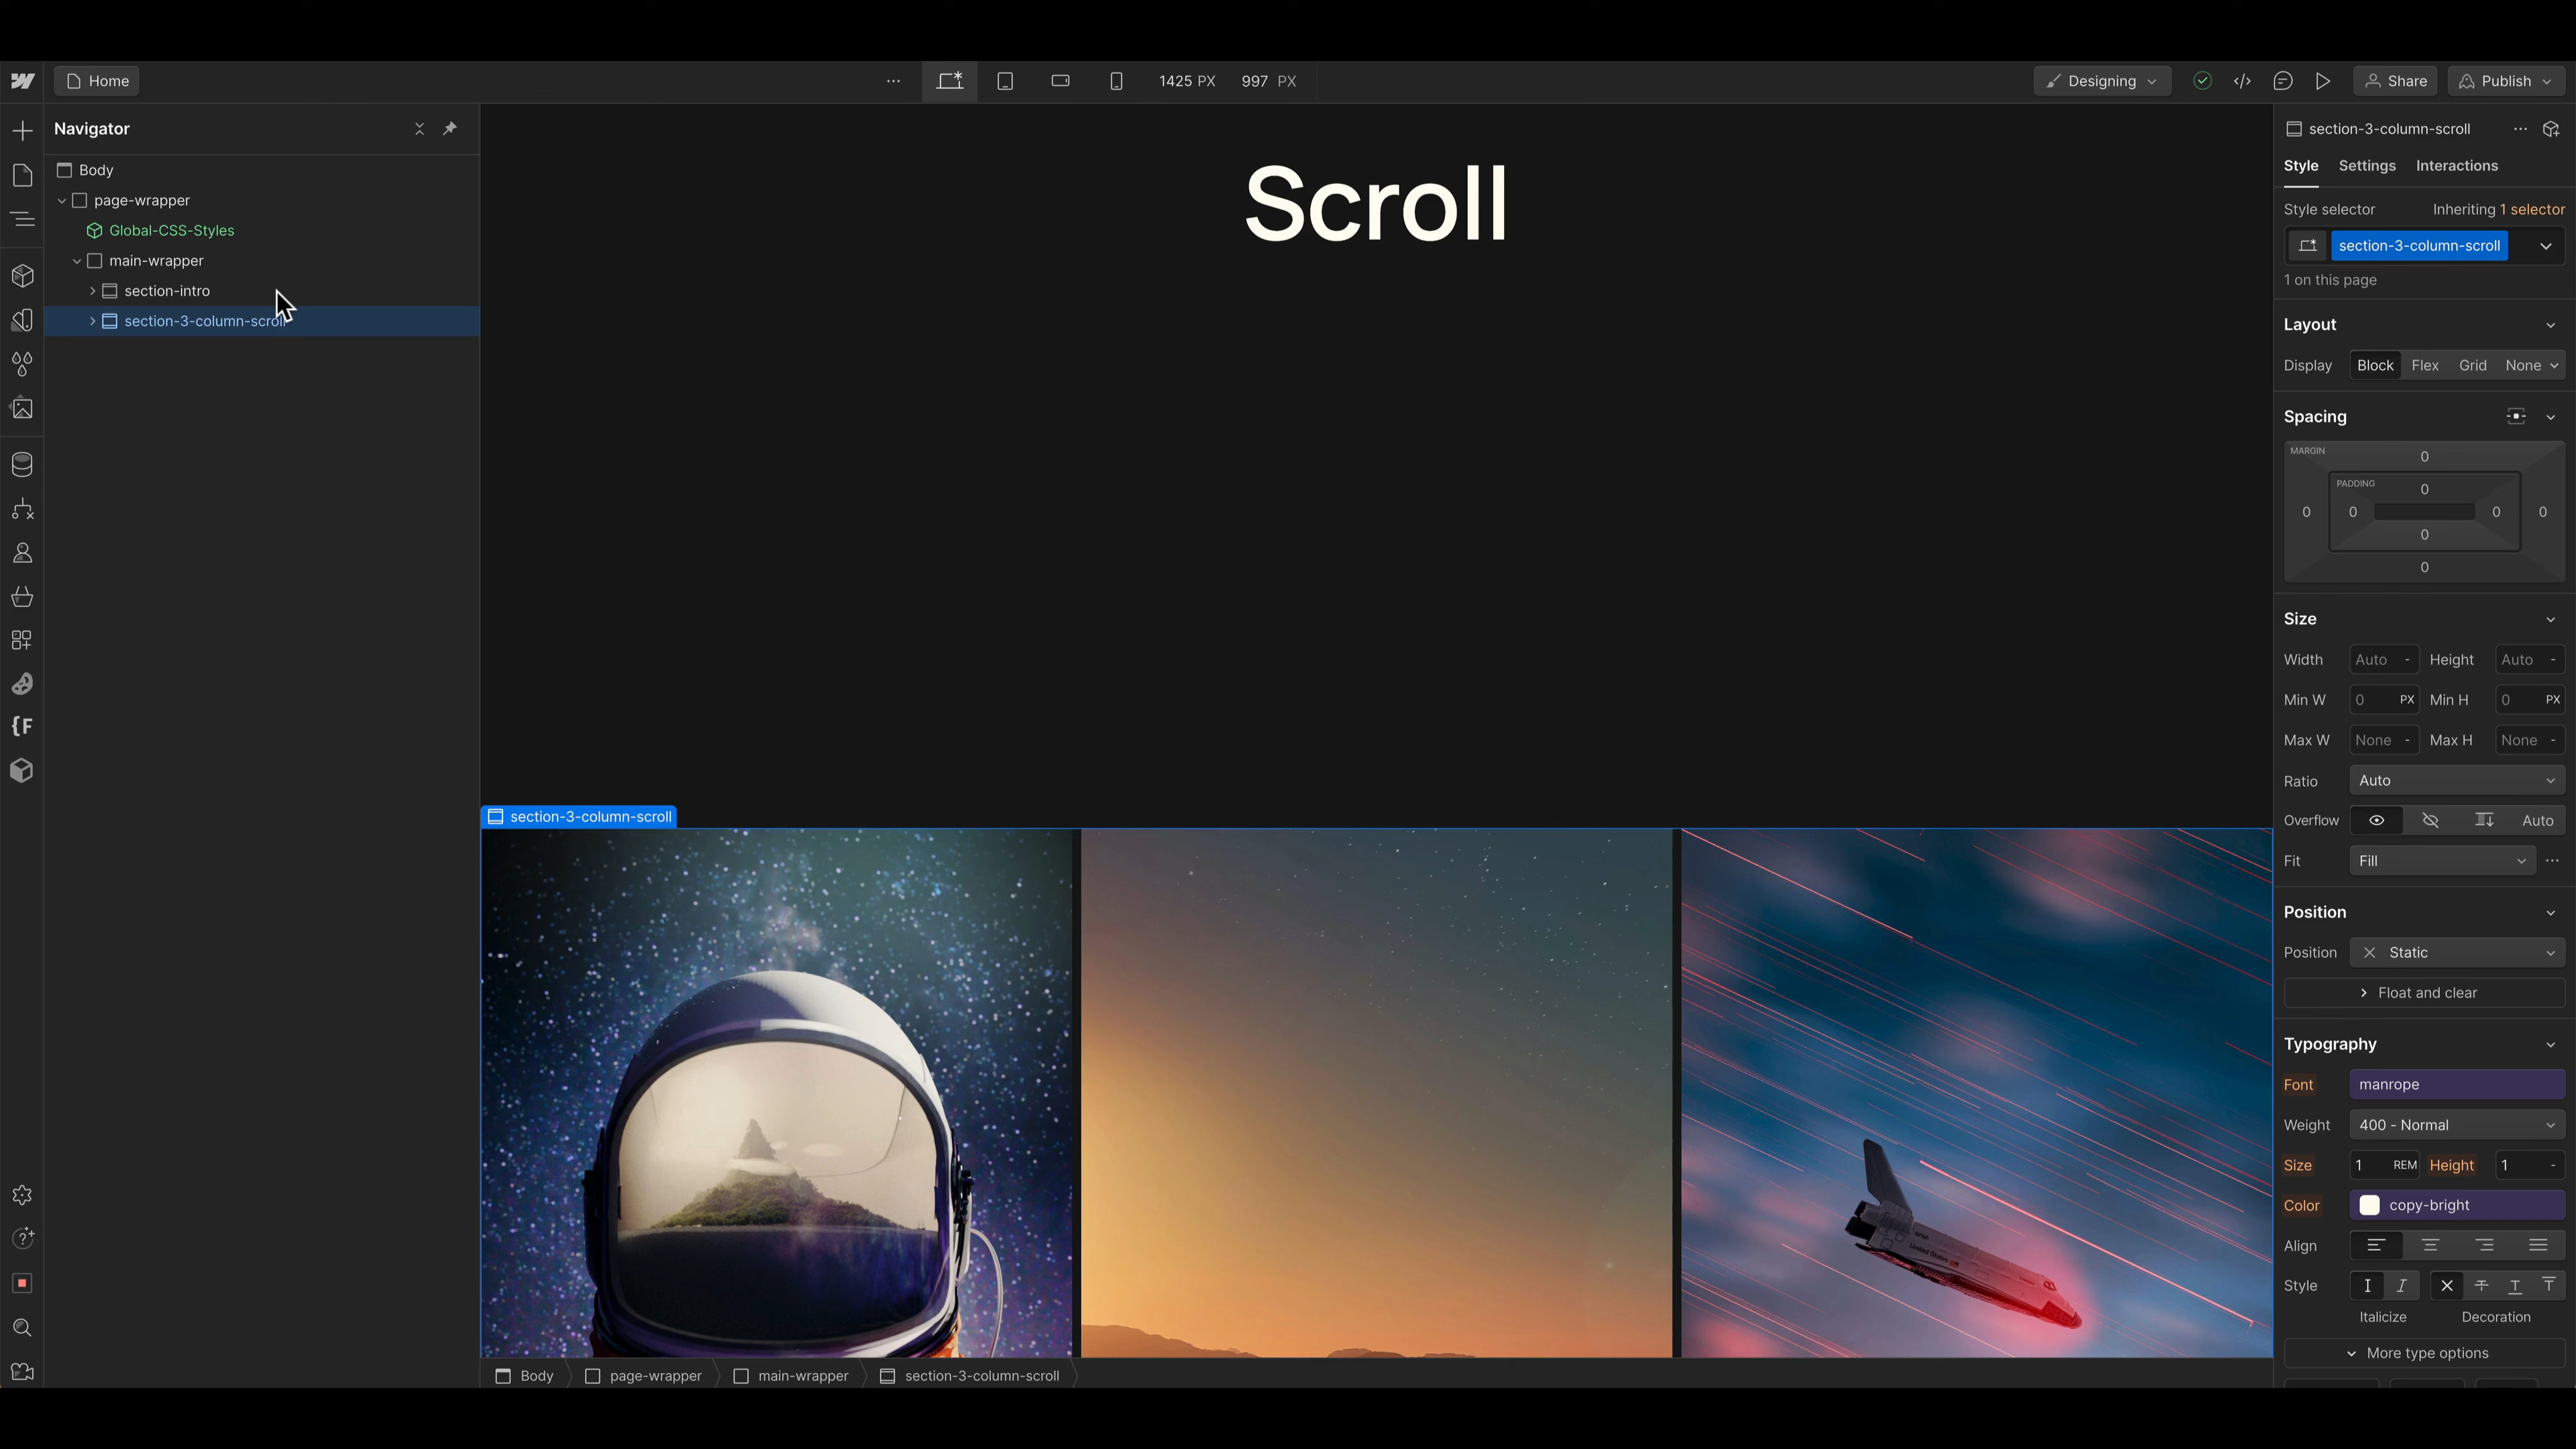 Home
1425 PX 997 PX
Designing
Share
Publish
Navigator
Body
page-wrapper
Global-CSS-Styles
main-wrapper
section-intro
section-3-column-scroll
{F
Scroll
section-3-column-scroll
United States
Body
page-wrapper
main-wrapper
section-3-column-scroll
section-3-column-scroll
Style Settings Interactions
Style selector Inheriting 1 selector
section-3-column-scroll
1 on this page
Layout
Display Block Flex Grid None
Spacing
MARGIN
0
PADDING
0
0 0 0 0
0
0
Size
Width Auto - Height Auto -
Min W 0 PX Min H 0 PX
Max W None - Max H None -
Ratio Auto
Overflow Auto
Fit Fill
Position
Position Static
Float and clear
Typography
Font manrope
Weight 400 - Normal
Size 1 REM Height 1 -
Color copy-bright
Align
Style
Italicize Decoration
More type options